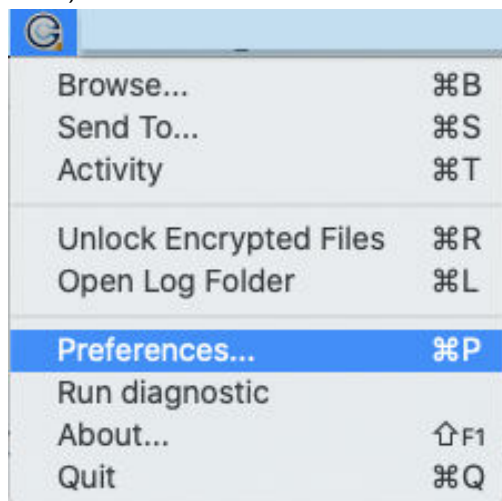 G
Browse... ⌘B
Send To... ⌘S
Activity ⌘T
Unlock Encrypted Files ⌘R
Open Log Folder ⌘L
Preferences... ⌘P
Run diagnostic
About... ⇧F1
Quit ⌘Q